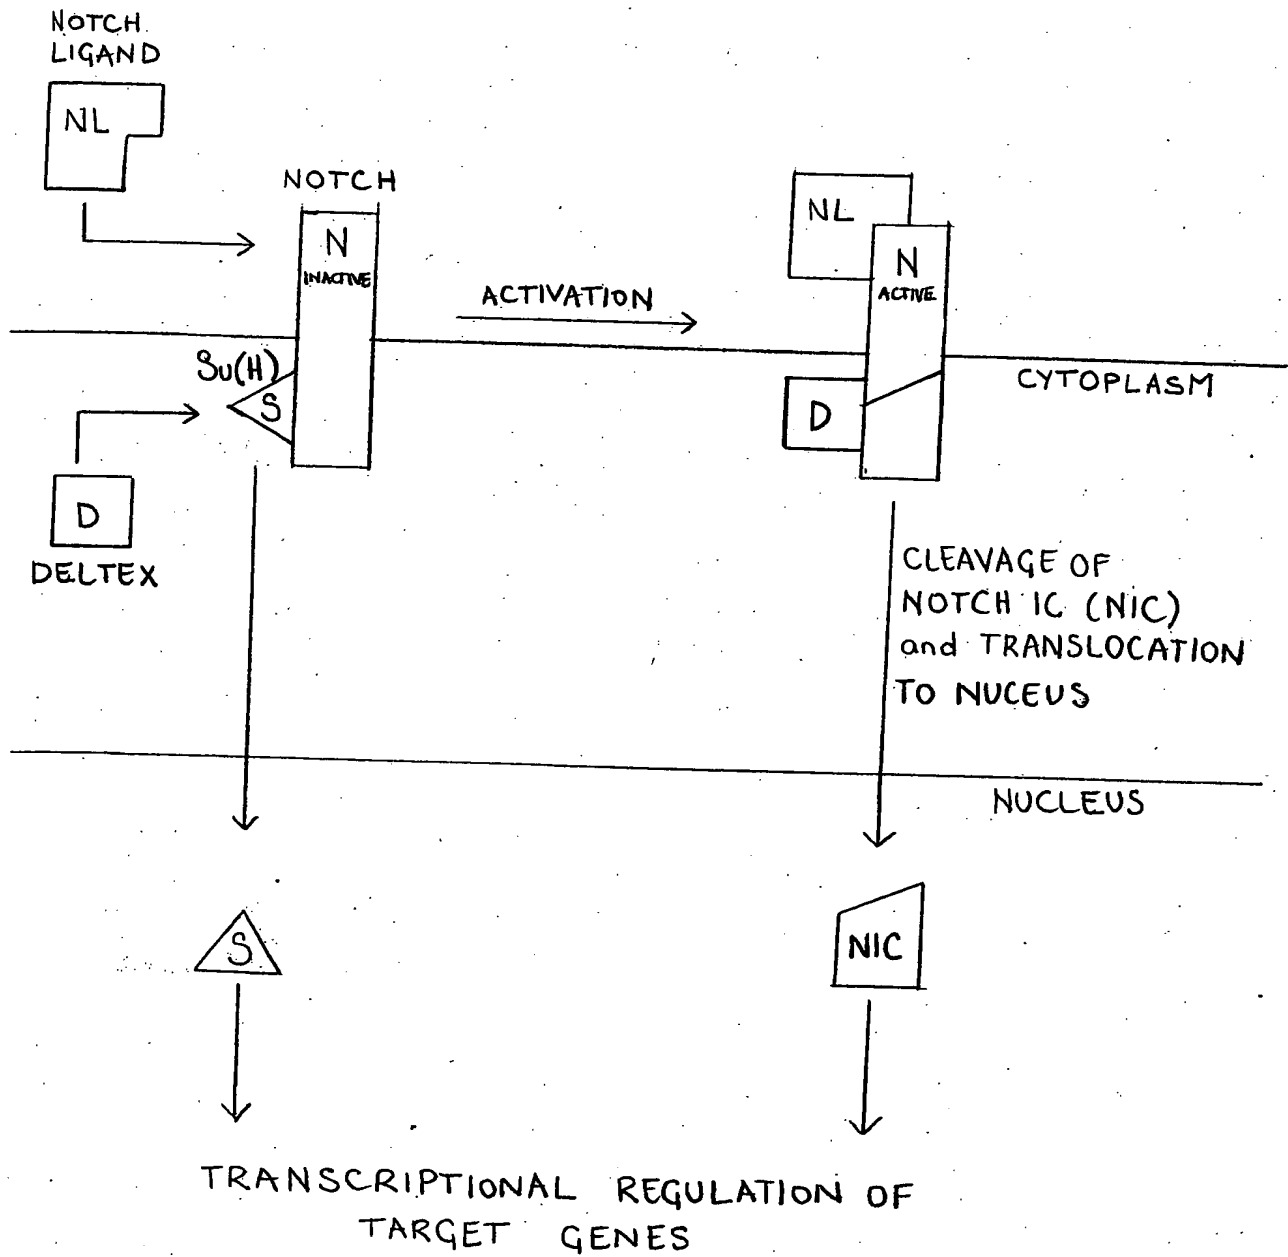 NOTCH
LIGAND
NL
NOTCH
N
INACTIVE
ACTIVATION
NL
N
ACTIVE
Su(H)
S
CYTOPLASM
D
D
DELTEX
CLEAVAGE OF
NOTCH IC (NIC)
and TRANSLOCATION
TO NUCEUS
NUCLEUS
S
NIC
TRANSCRIPTIONAL REGULATION OF
TARGET GENES